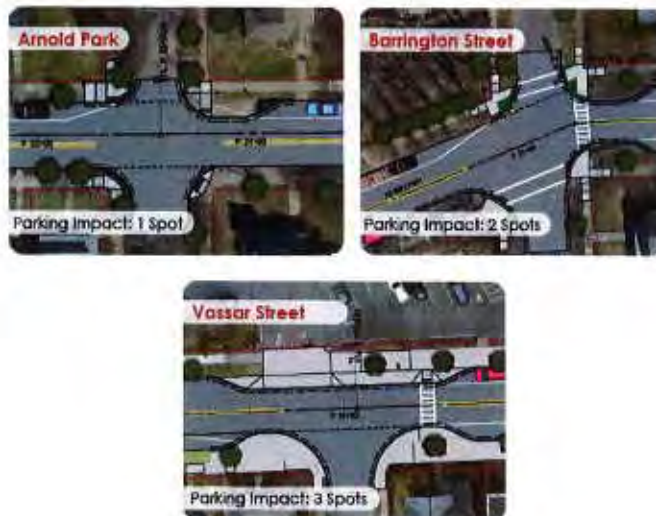 Arnold Park
Parking Impact: 1 Spot
Barrington Street
Parking Impact: 2 Spots
Vassar Street
Parking Impact: 3 Spots